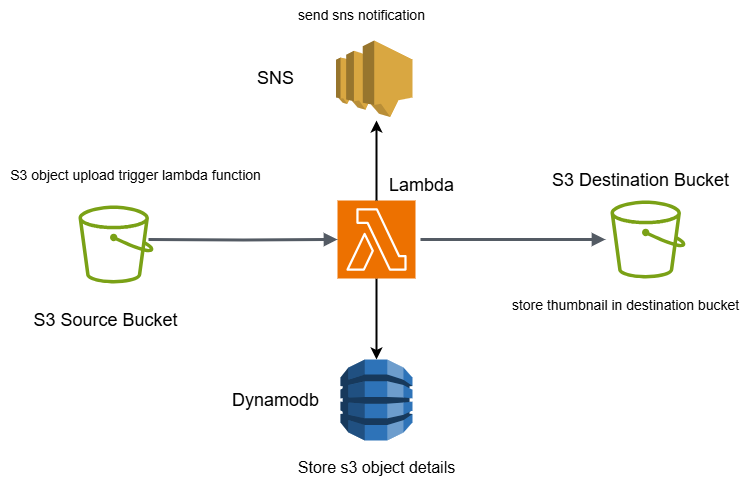 send sns notification
SNS
S3 object upload trigger lambda function
Lambda
S3 Destination Bucket
S3 Source Bucket
store thumbnail in destination bucket
Dynamodb
Store s3 object details